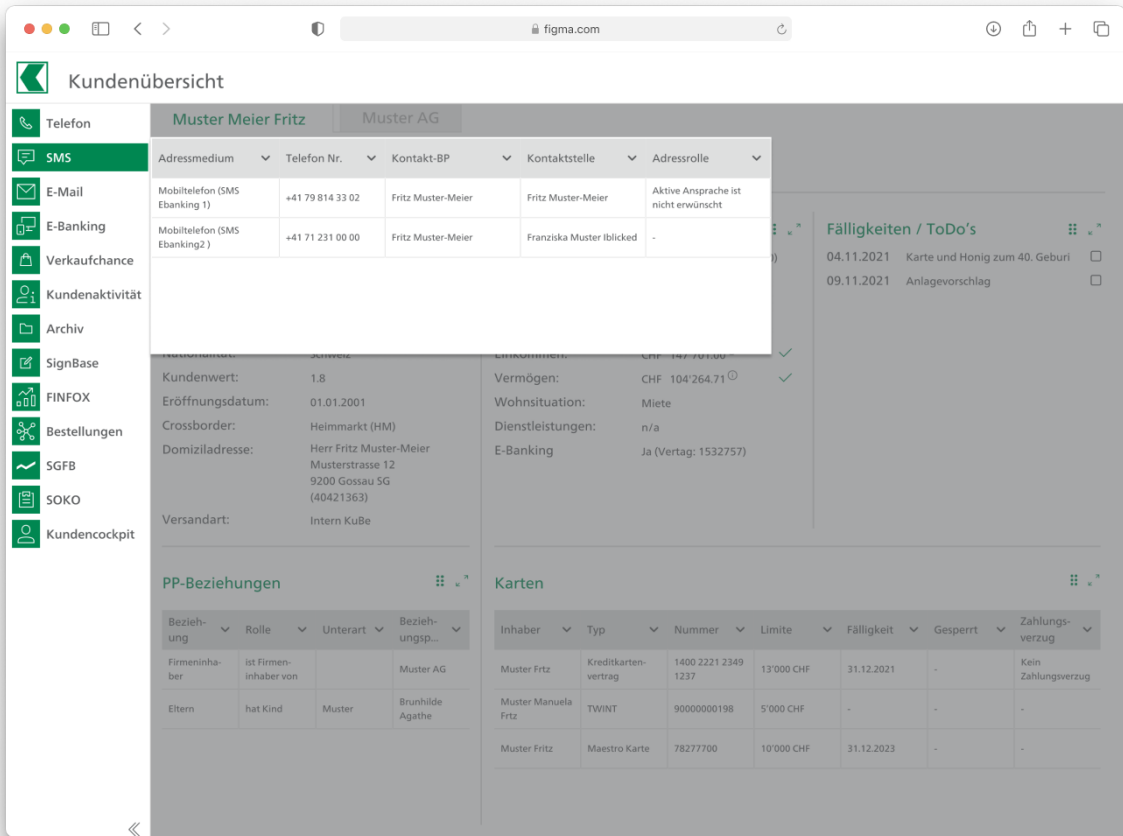 figma.com
Kundenübersicht
Telefon
SMS
E-Mail
E-Banking
Verkaufchance
Kundenaktivität
Archiv
SignBase
FINFOX
Bestellungen
SGFB
SOKO
Kundencockpit
Muster Meier Fritz Muster AG
Adressmedium Telefon Nr. Kontakt-BP Kontaktstelle Adressrolle
Mobiltelefon (SMS
Ebanking 1) +41 79 814 33 02 Fritz Muster-Meier Fritz Muster-Meier Aktive Ansprache ist
nicht erwünscht
Mobiltelefon (SMS
Ebanking2 ) +41 71 231 00 00 Fritz Muster-Meier Franziska Muster Iblicked -
Fälligkeiten / ToDo's
04.11.2021 Karte und Honig zum 40. Geburi
09.11.2021 Anlagevorschlag
Nationalität: Schweiz
Kundenwert: 1.8
Eröffnungsdatum: 01.01.2001
Crossborder: Heimmarkt (HM)
Domiziladresse: Herr Fritz Muster-Meier
Musterstrasse 12
9200 Gossau SG
(40421363)
Versandart: Intern KuBe
Einkommen: CHF 147'701.00
Vermögen: CHF 104'264.71
Wohnsituation: Miete
Dienstleistungen: n/a
E-Banking Ja (Vertag: 1532757)
PP-Beziehungen
Bezieh-
ung Rolle Unterart Bezieh-
ungsp...
Firmeninha-
ber ist Firmen-
inhaber von Muster AG
Eltern hat Kind Muster Brunhilde
Agathe
Karten
Inhaber Typ Nummer Limite Fälligkeit Gesperrt Zahlungs-
verzug
Muster Frtz Kreditkarten-
vertrag 1400 2221 2349
1237 13'000 CHF 31.12.2021 - Kein
Zahlungsverzug
Muster Manuela
Frtz TWINT 90000000198 5'000 CHF - - -
Muster Fritz Maestro Karte 78277700 10'000 CHF 31.12.2023 - -